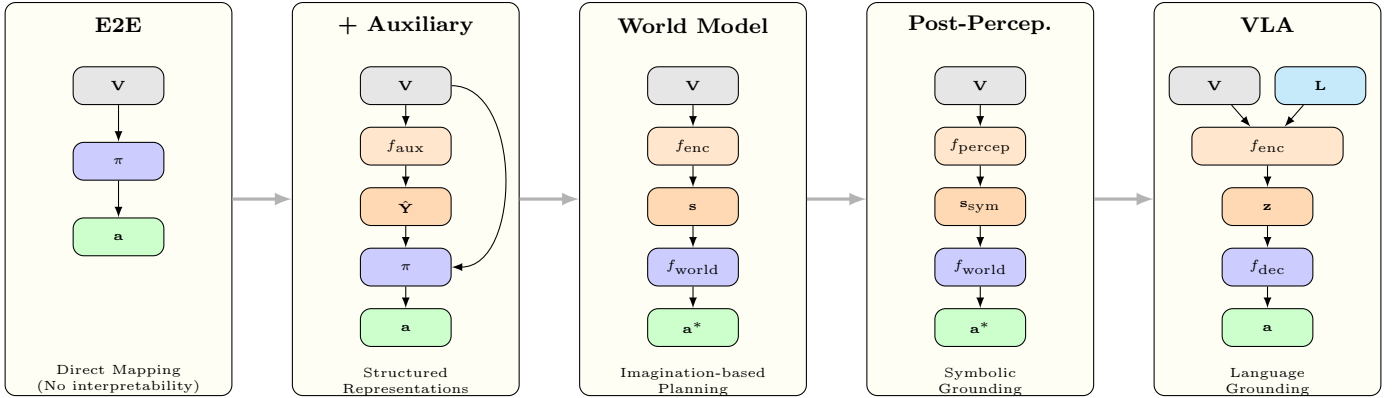 E2E
V
π
a
Direct Mapping
(No interpretability)
+ Auxiliary
V
f_aux
Ŷ
π
a
Structured
Representations
World Model
V
f_enc
s
f_world
a*
Imagination-based
Planning
Post-Percep.
V
f_percep
s_sym
f_world
a*
Symbolic
Grounding
VLA
V L
f_enc
z
f_dec
a
Language
Grounding